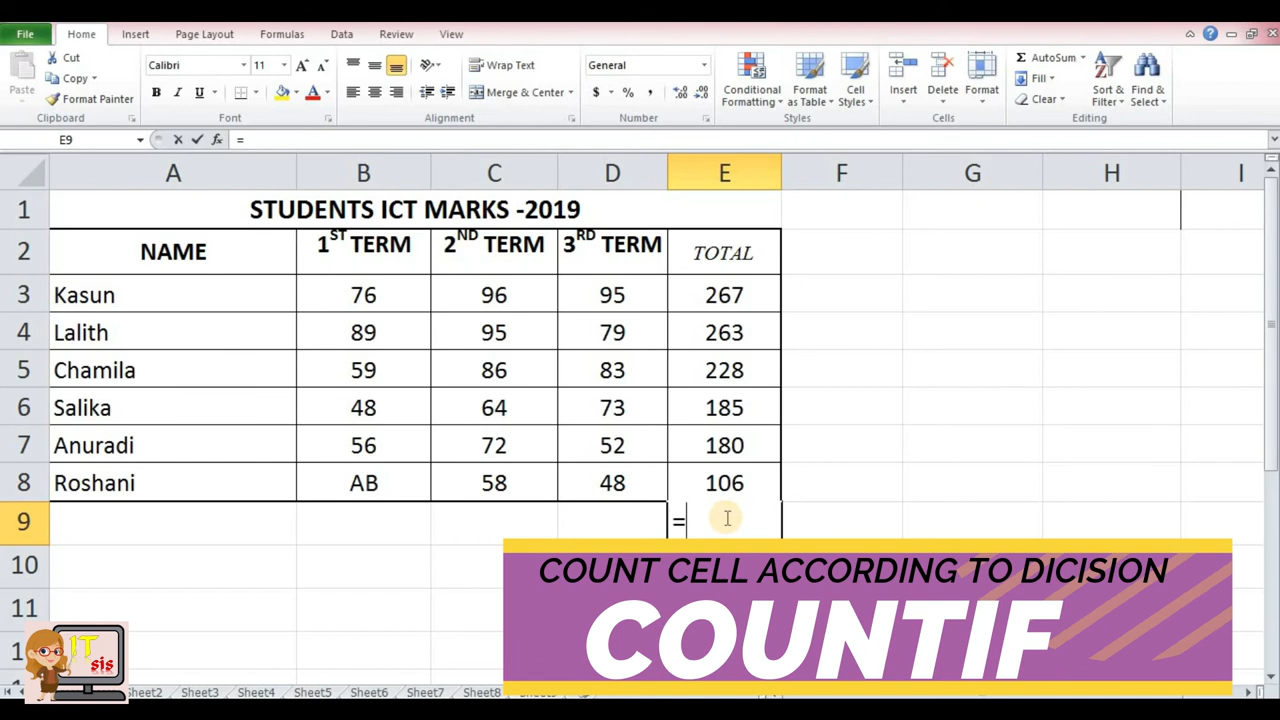 File Home Insert Page Layout Formulas Data Review View
Cut
Calibri 11 Wrap Text General AutoSum
Copy Fill
Paste Conditional Format Cell Insert Delete Format Sort & Find &
Format Painter B I U Merge & Center $ % , Formatting as Table Styles Clear Filter Select
Clipboard Font Alignment Number Styles Cells Editing
E9 fx =
A B C D E F G H I
1 STUDENTS ICT MARKS -2019
2 NAME 1ST TERM 2ND TERM 3RD TERM TOTAL
3 Kasun 76 96 95 267
4 Lalith 89 95 79 263
5 Chamila 59 86 83 228
6 Salika 48 64 73 185
7 Anuradi 56 72 52 180
8 Roshani AB 58 48 106
9 =
10
11
COUNT CELL ACCORDING TO DICISION
COUNTIF
IT
sis
Sheet3 Sheet4 Sheet5 Sheet6 Sheet7 Sheet8